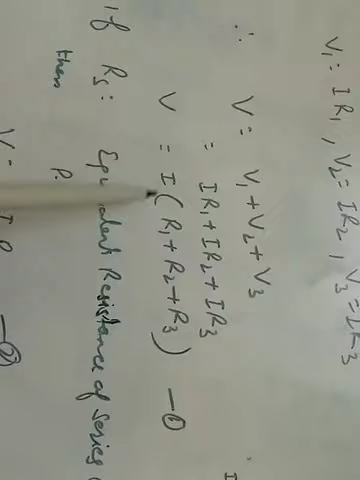 V₁ = IR₁, V₂ = IR₂, V₃ = IR₃
∴ V = V₁ + V₂ + V₃
= IR₁ + IR₂ + IR₃
V = I (R₁ + R₂ + R₃) —①
If Rs : Resistance of Series
then
V = —②